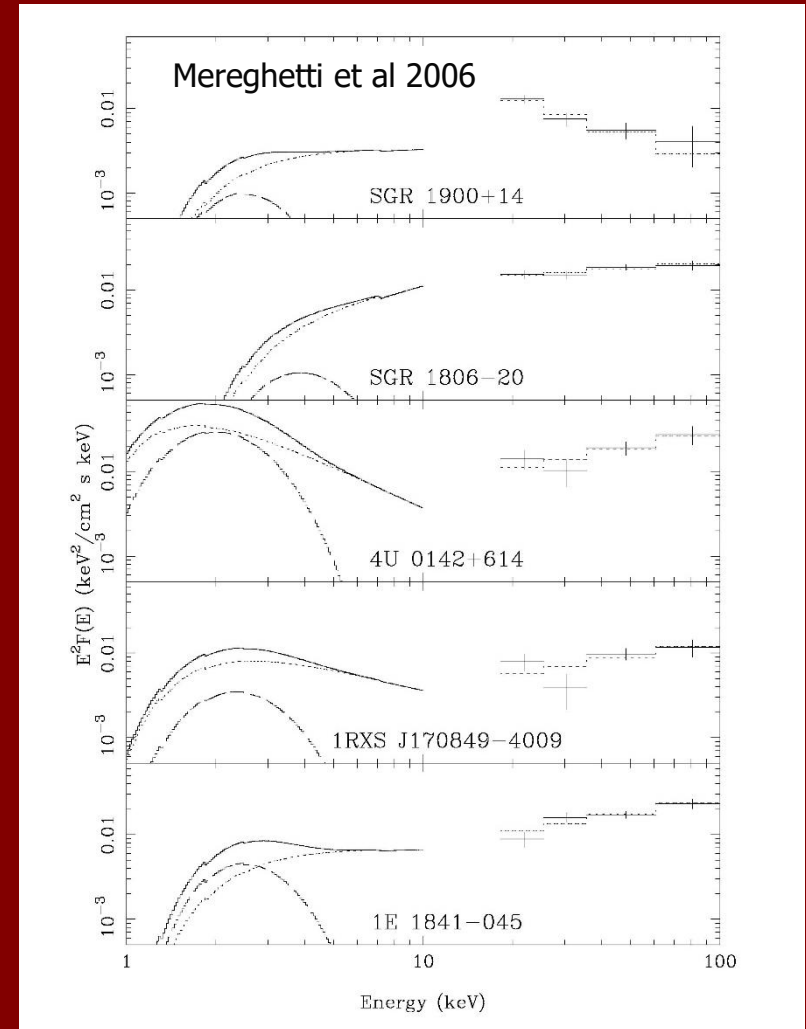 Mereghetti et al 2006
0.01
10⁻³
SGR 1900+14
0.01
10⁻³
SGR 1806−20
0.01
10⁻³
4U 0142+614
E²F(E) (keV²/cm² s keV)
0.01
10⁻³
1RXS J170849−4009
0.01
10⁻³
1E 1841−045
1 10 100
Energy (keV)